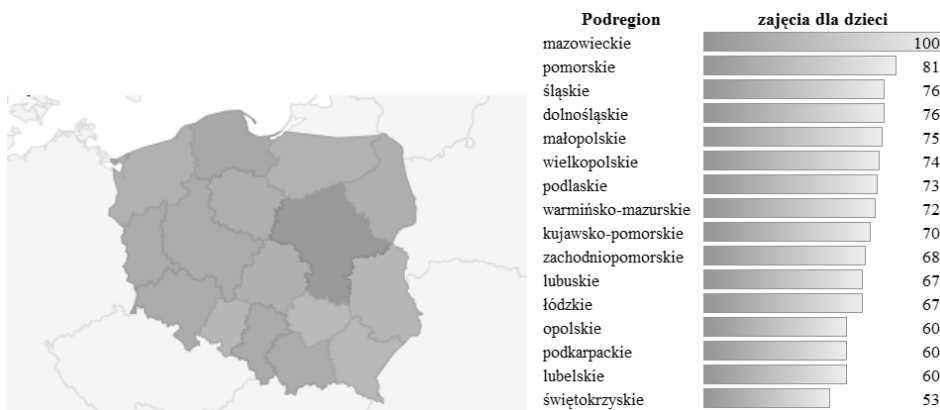 Podregion zajęcia dla dzieci
mazowieckie 100
pomorskie 81
śląskie 76
dolnośląskie 76
małopolskie 75
wielkopolskie 74
podlaskie 73
warmińsko-mazurskie 72
kujawsko-pomorskie 70
zachodniopomorskie 68
lubuskie 67
łódzkie 67
opolskie 60
podkarpackie 60
lubelskie 60
świętokrzyskie 53